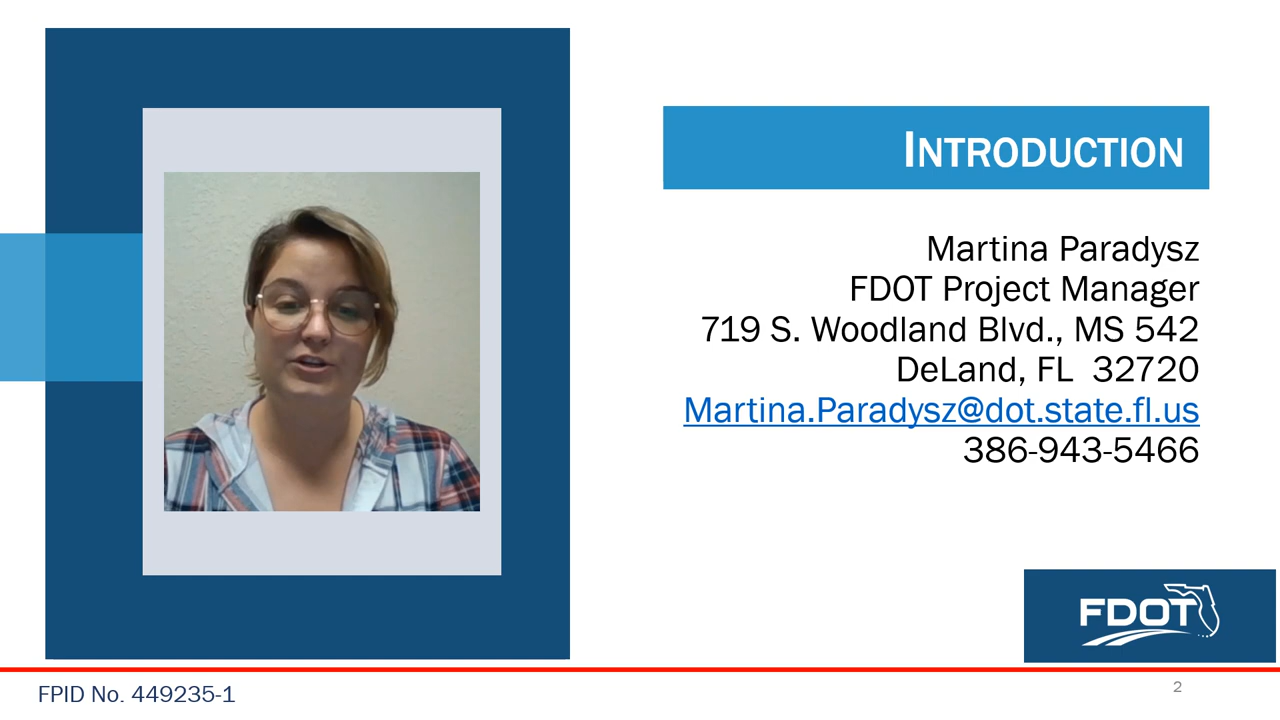 INTRODUCTION
Martina Paradysz
FDOT Project Manager
719 S. Woodland Blvd., MS 542
DeLand, FL  32720
Martina.Paradysz@dot.state.fl.us
386-943-5466
FDOT
FPID No. 449235-1
2